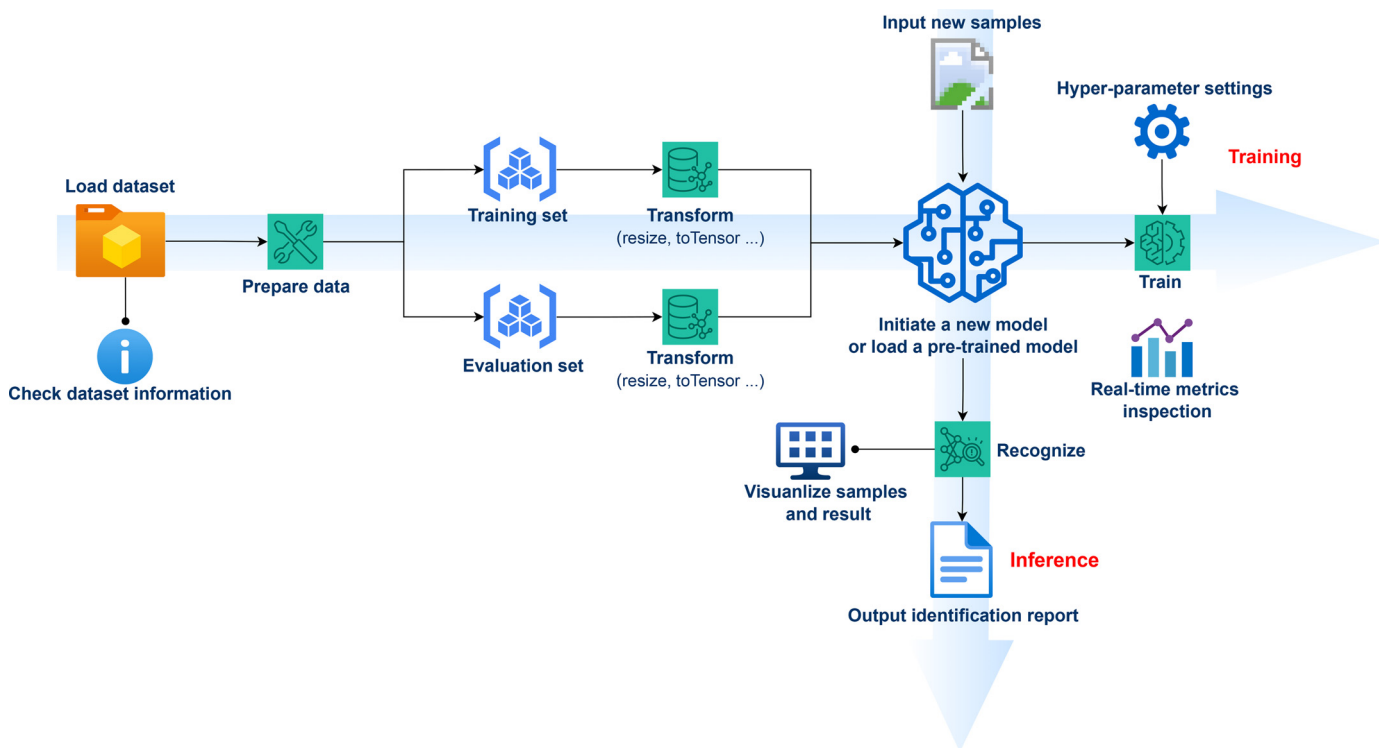 Input new samples
Hyper-parameter settings
Training
Load dataset
Training set
Transform
(resize, toTensor ...)
Prepare data
Train
Initiate a new model
or load a pre-trained model
Evaluation set
Transform
(resize, toTensor ...)
Check dataset information
Real-time metrics
inspection
Recognize
Visuanlize samples
and result
Inference
Output identification report